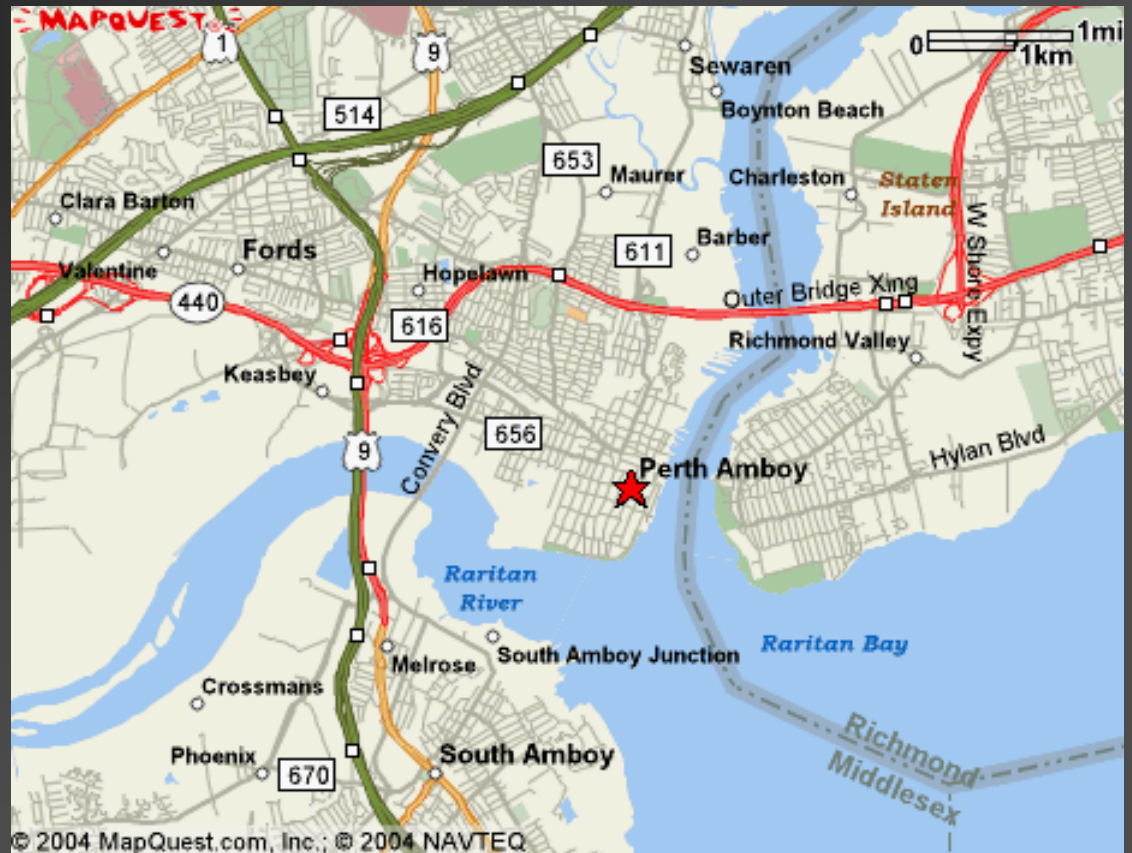 MAPQUEST
1
9
0
1mi
1km
Sewaren
Boynton Beach
514
653
Maurer
Charleston
Staten
Island
Clara Barton
W Shore Expy
Fords
611
Barber
Valentine
Hopelawn
440
Outer Bridge Xing
616
Richmond Valley
Keasbey
Convery Blvd
656
Hylan Blvd
9
Perth Amboy
Raritan
River
South Amboy Junction
Raritan Bay
Melrose
Crossmans
Richmond
Middlesex
Phoenix
670
South Amboy
© 2004 MapQuest.com, Inc.; © 2004 NAVTEQ